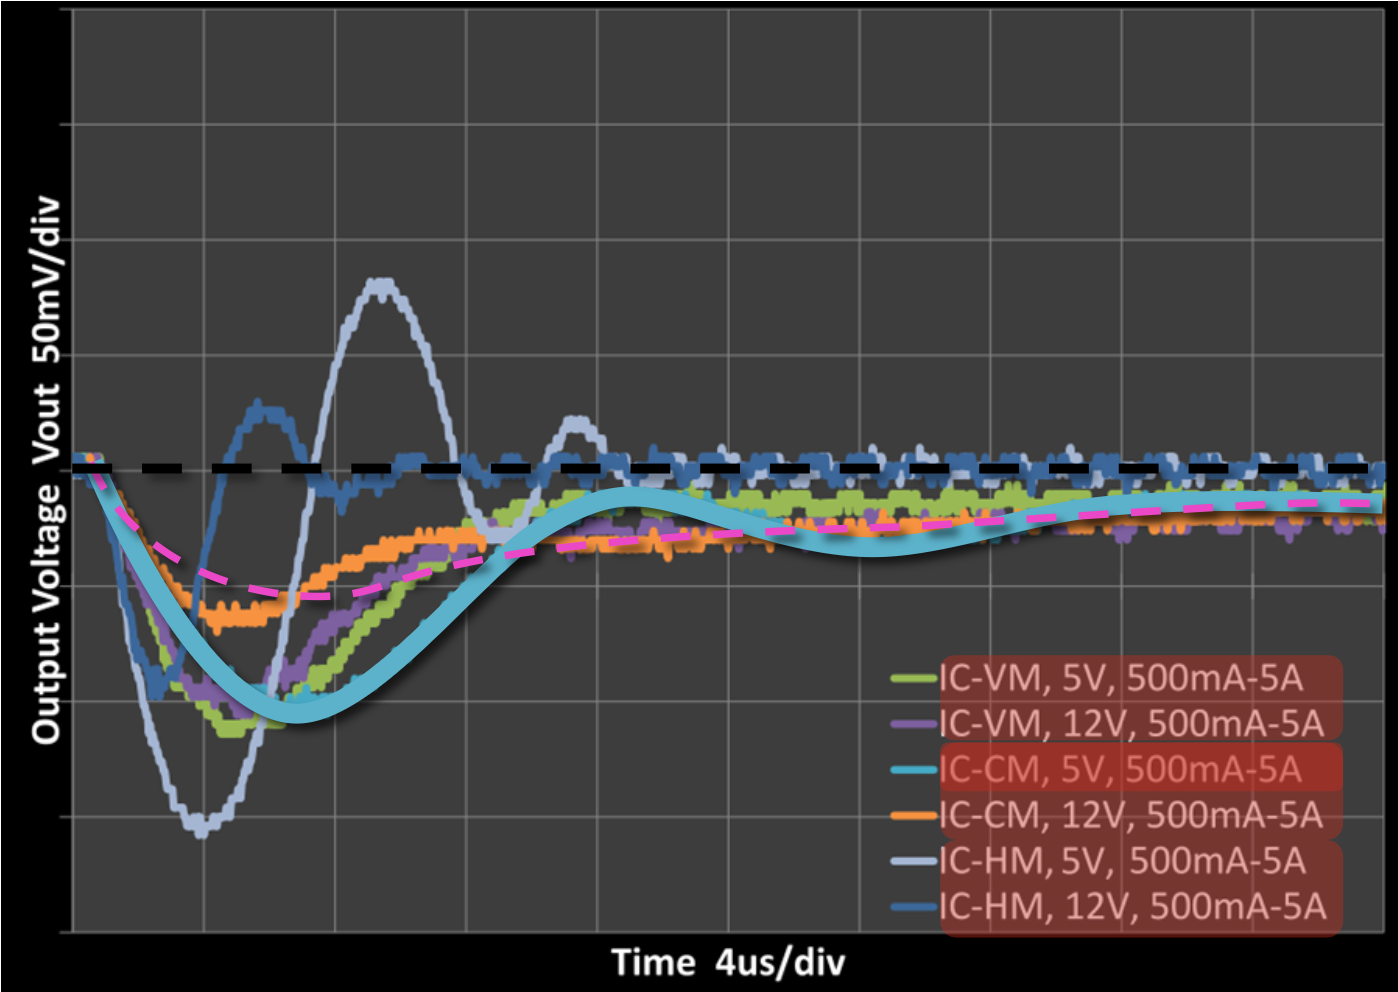 Output Voltage Vout 50mV/div
IC-VM, 5V, 500mA-5A
IC-VM, 12V, 500mA-5A
IC-CM, 5V, 500mA-5A
IC-CM, 12V, 500mA-5A
IC-HM, 5V, 500mA-5A
IC-HM, 12V, 500mA-5A
Time 4us/div